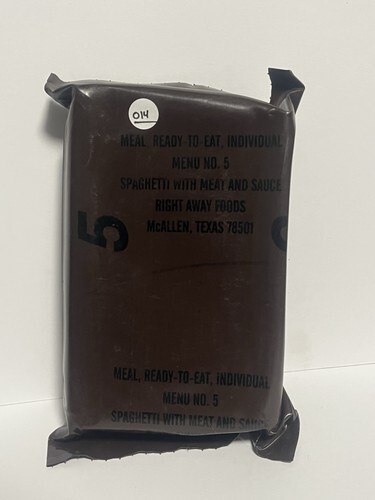 014
MEAL, READY-TO-EAT, INDIVIDUAL
MENU NO. 5
SPAGHETTI WITH MEAT AND SAUCE
RIGHT AWAY FOODS
McALLEN, TEXAS 78501
5
MEAL, READY-TO-EAT, INDIVIDUAL
MENU NO. 5
SPAGHETTI WITH MEAT AND